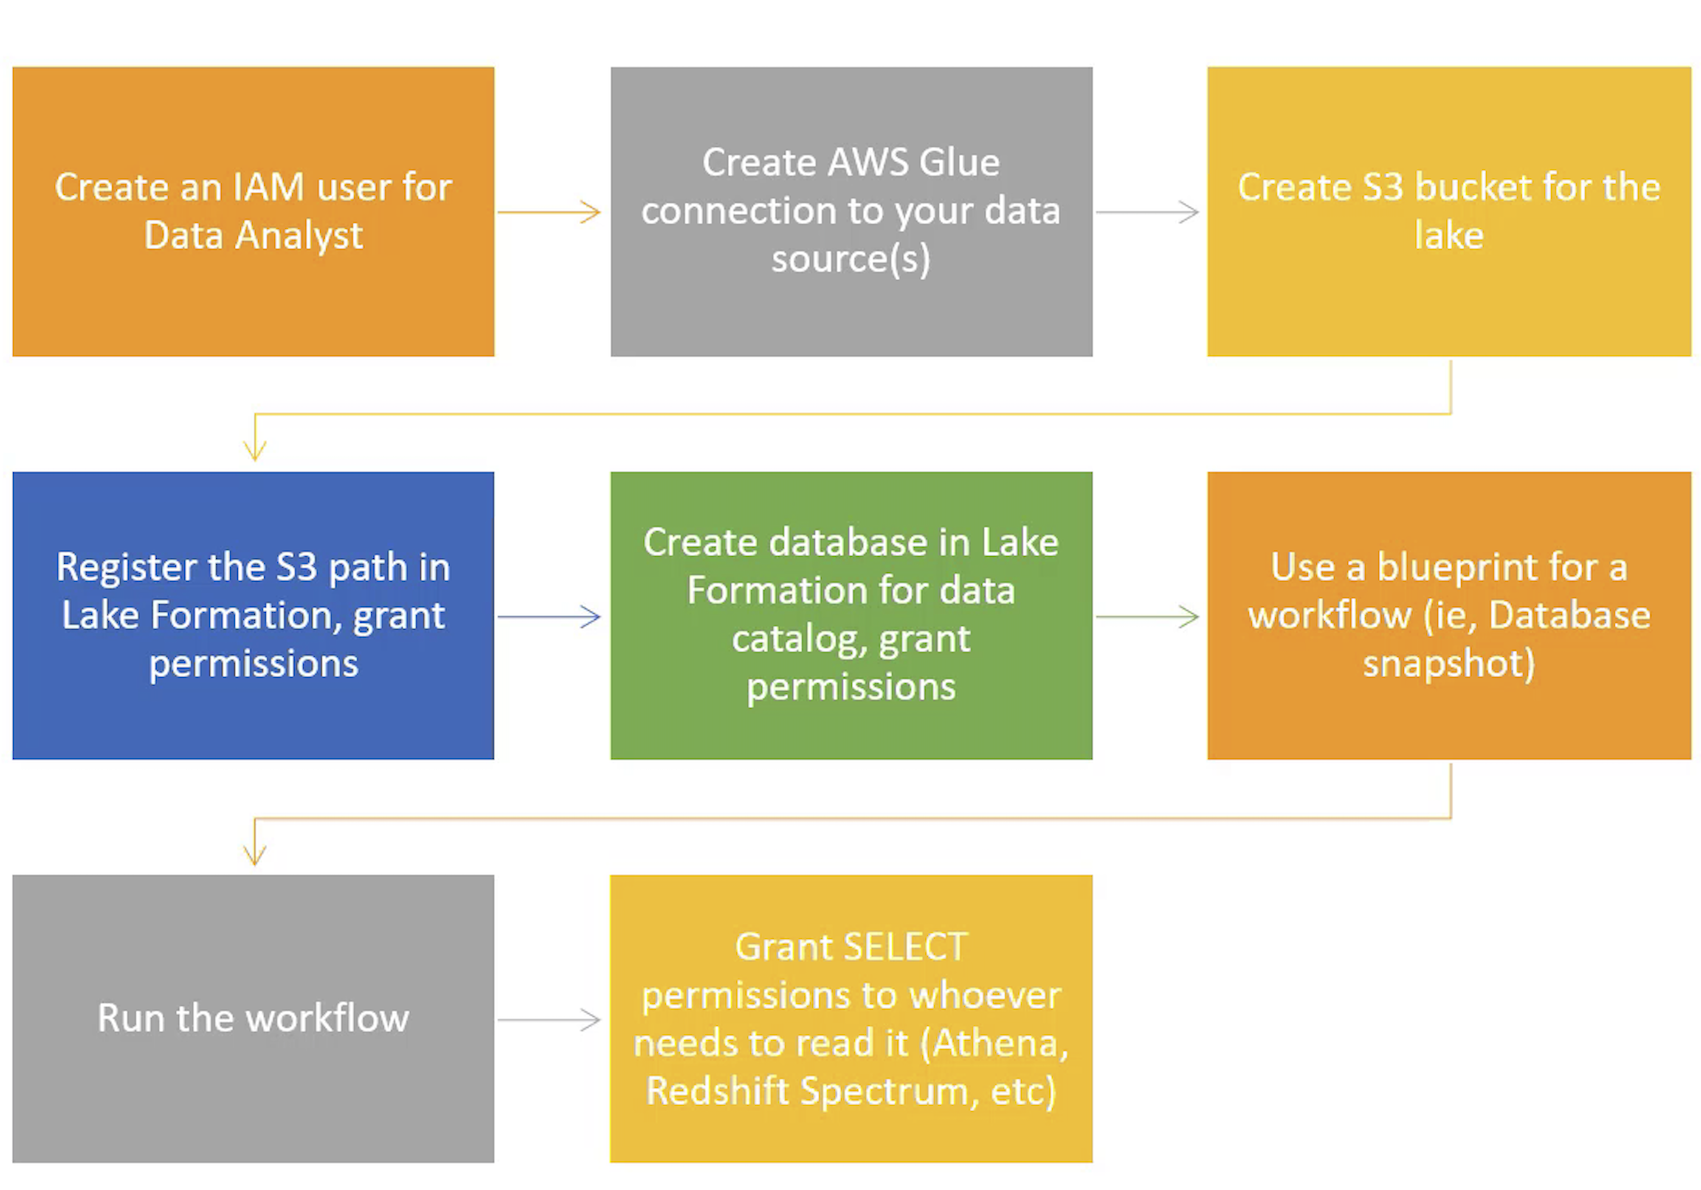 Create an IAM user for
Data Analyst
Create AWS Glue
connection to your data
source(s)
Create S3 bucket for the
lake
Register the S3 path in
Lake Formation, grant
permissions
Create database in Lake
Formation for data
catalog, grant
permissions
Use a blueprint for a
workflow (ie, Database
snapshot)
Run the workflow
Grant SELECT
permissions to whoever
needs to read it (Athena,
Redshift Spectrum, etc)